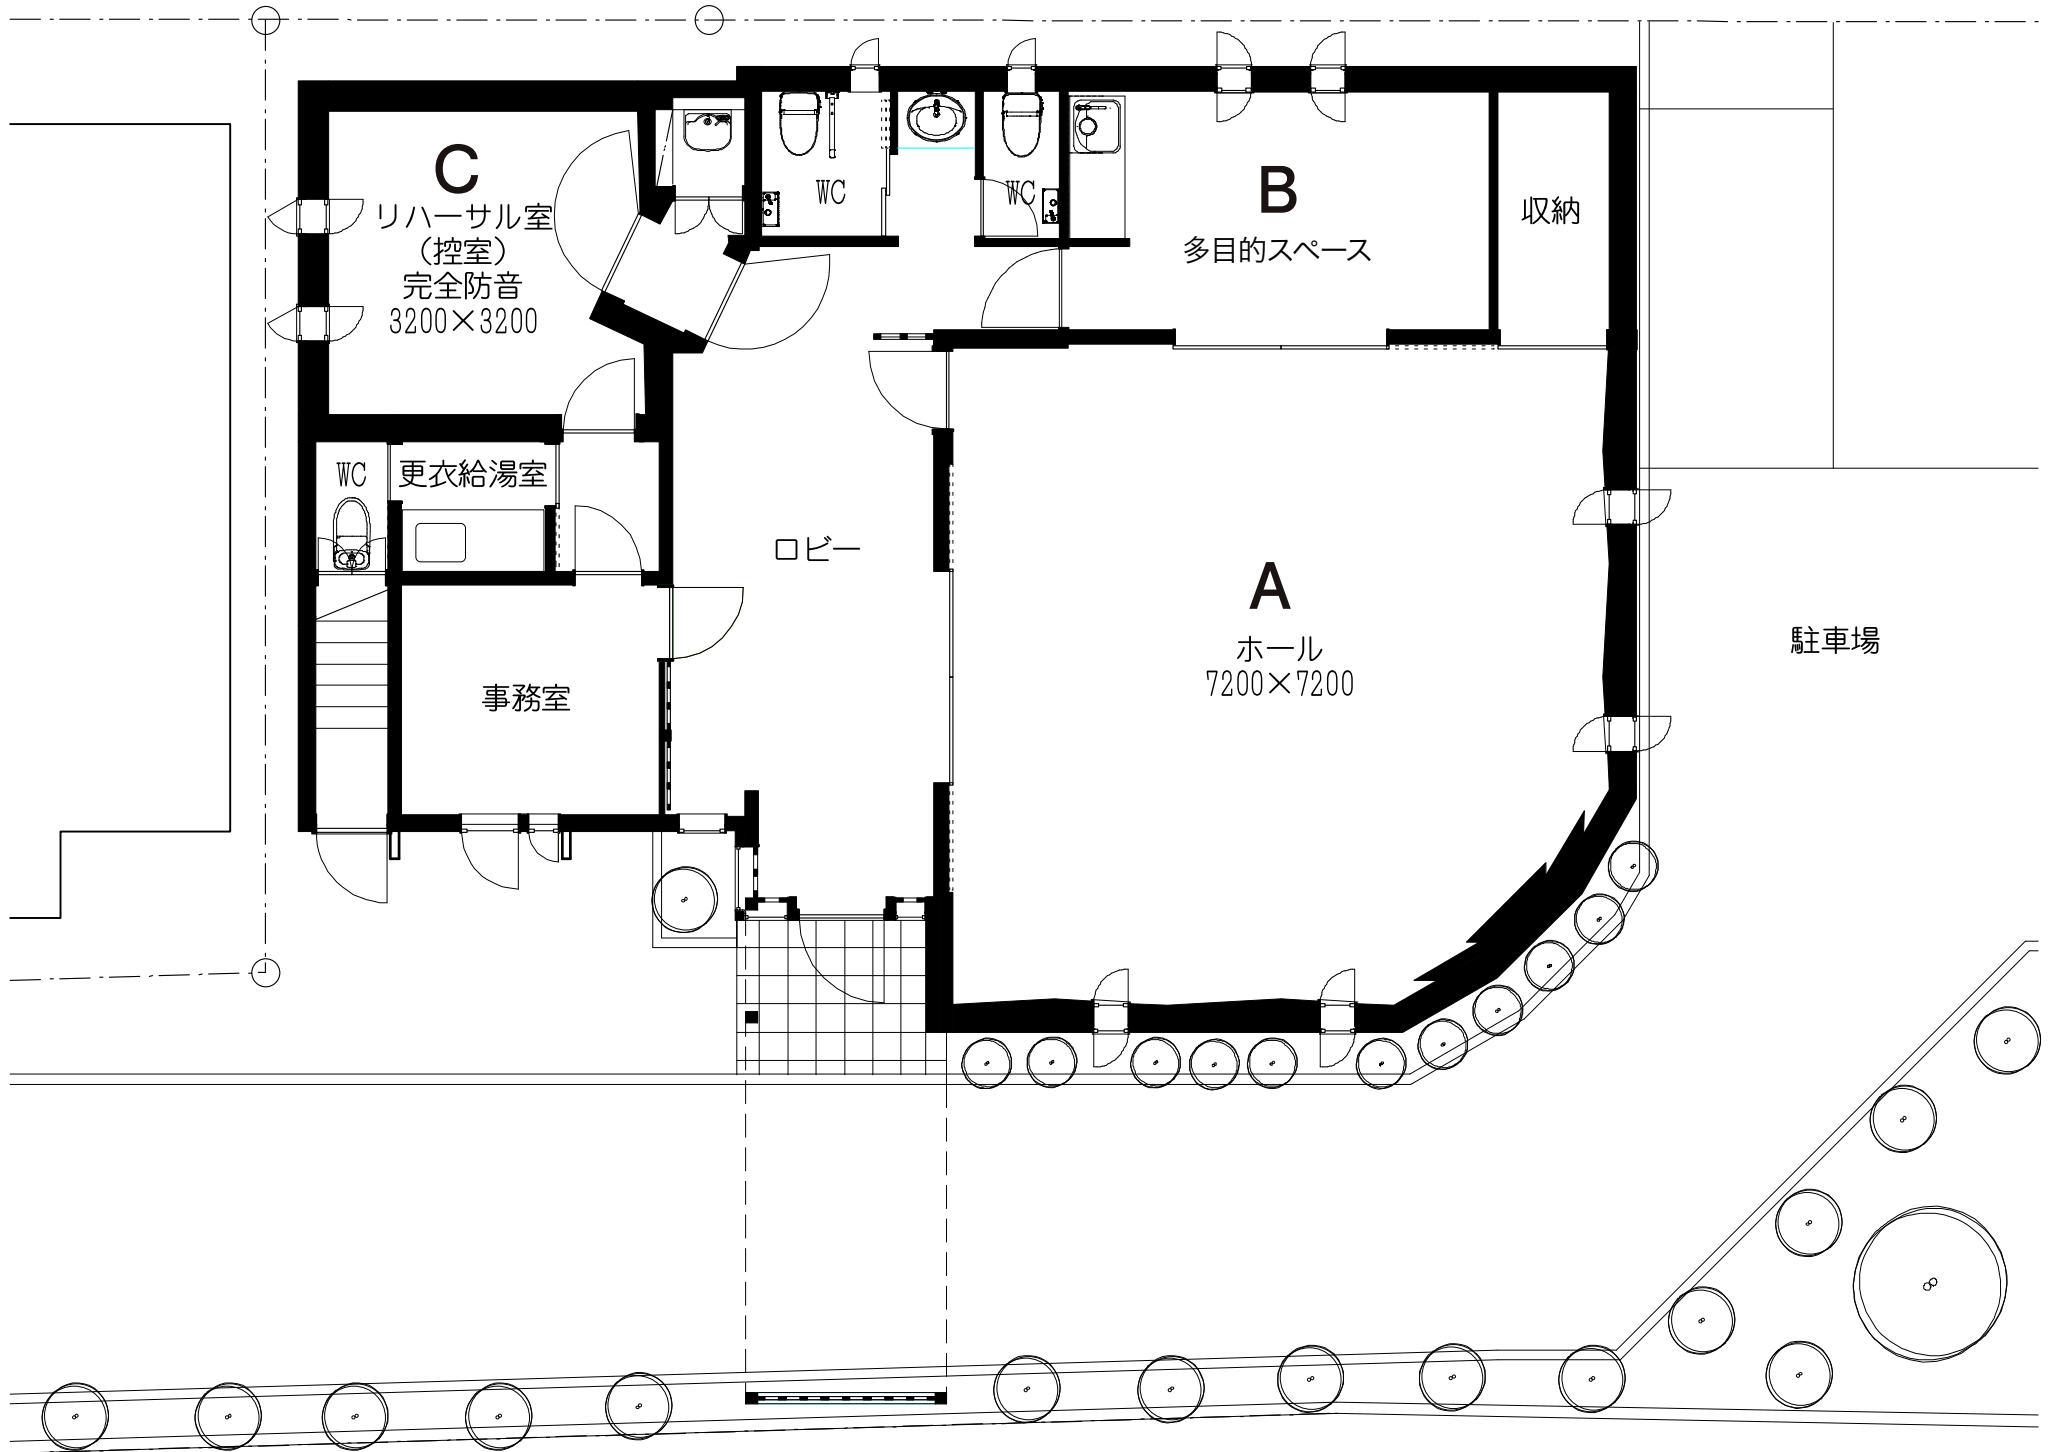 C
リハーサル室
（控室）
完全防音
3200×3200
WC
WC
B
多目的スペース
収納
WC
更衣給湯室
ロビー
A
ホール
7200×7200
事務室
駐車場